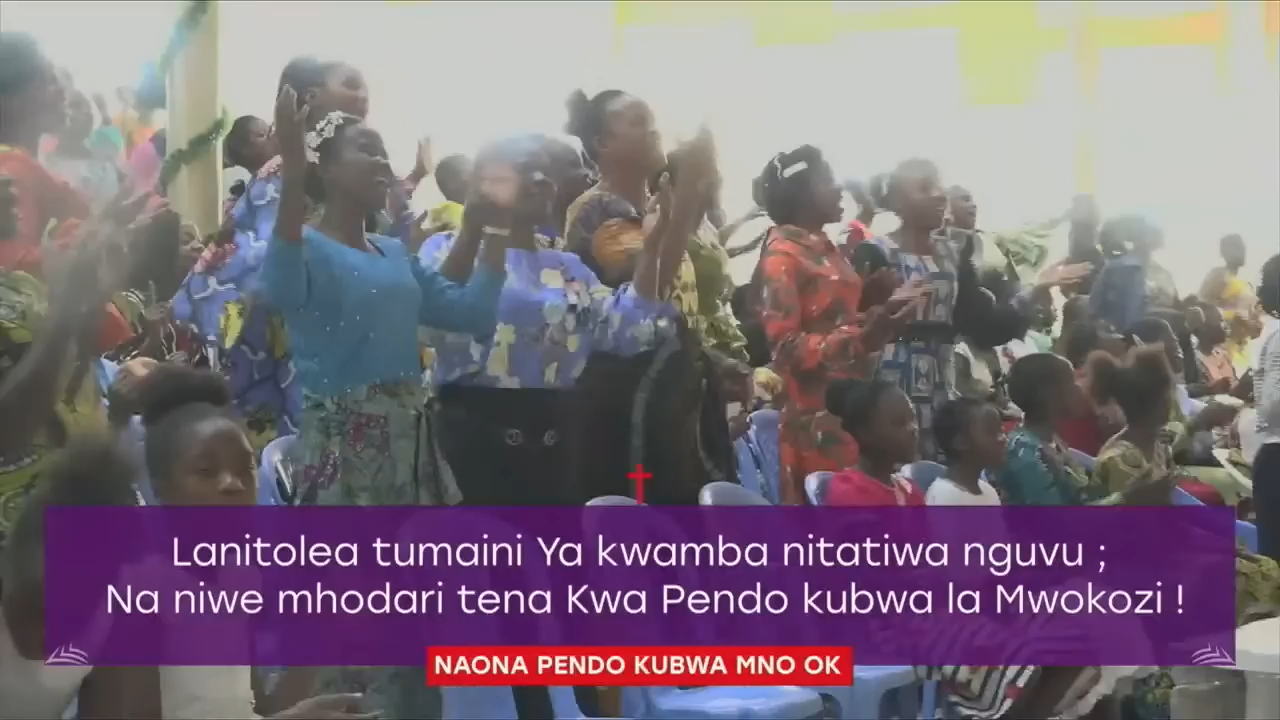 Lanitolea tumaini Ya kwamba nitatiwa nguvu ;
Na niwe mhodari tena Kwa Pendo kubwa la Mwokozi !
NAONA PENDO KUBWA MNO OK